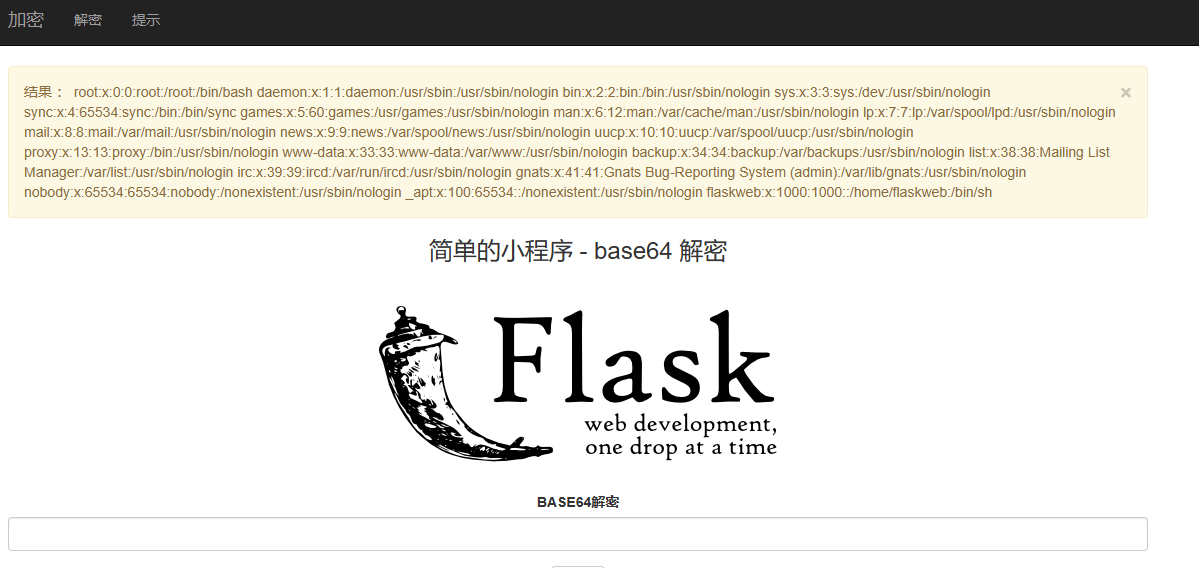 加密 解密 提示
结果 ： root:x:0:0:root:/root:/bin/bash daemon:x:1:1:daemon:/usr/sbin:/usr/sbin/nologin bin:x:2:2:bin:/bin:/usr/sbin/nologin sys:x:3:3:sys:/dev:/usr/sbin/nologin ×
sync:x:4:65534:sync:/bin:/bin/sync games:x:5:60:games:/usr/games:/usr/sbin/nologin man:x:6:12:man:/var/cache/man:/usr/sbin/nologin lp:x:7:7:lp:/var/spool/lpd:/usr/sbin/nologin
mail:x:8:8:mail:/var/mail:/usr/sbin/nologin news:x:9:9:news:/var/spool/news:/usr/sbin/nologin uucp:x:10:10:uucp:/var/spool/uucp:/usr/sbin/nologin
proxy:x:13:13:proxy:/bin:/usr/sbin/nologin www-data:x:33:33:www-data:/var/www:/usr/sbin/nologin backup:x:34:34:backup:/var/backups:/usr/sbin/nologin list:x:38:38:Mailing List
Manager:/var/list:/usr/sbin/nologin irc:x:39:39:ircd:/var/run/ircd:/usr/sbin/nologin gnats:x:41:41:Gnats Bug-Reporting System (admin):/var/lib/gnats:/usr/sbin/nologin
nobody:x:65534:65534:nobody:/nonexistent:/usr/sbin/nologin _apt:x:100:65534::/nonexistent:/usr/sbin/nologin flaskweb:x:1000:1000::/home/flaskweb:/bin/sh
简单的小程序 - base64 解密
Flask
web development,
one drop at a time
BASE64解密